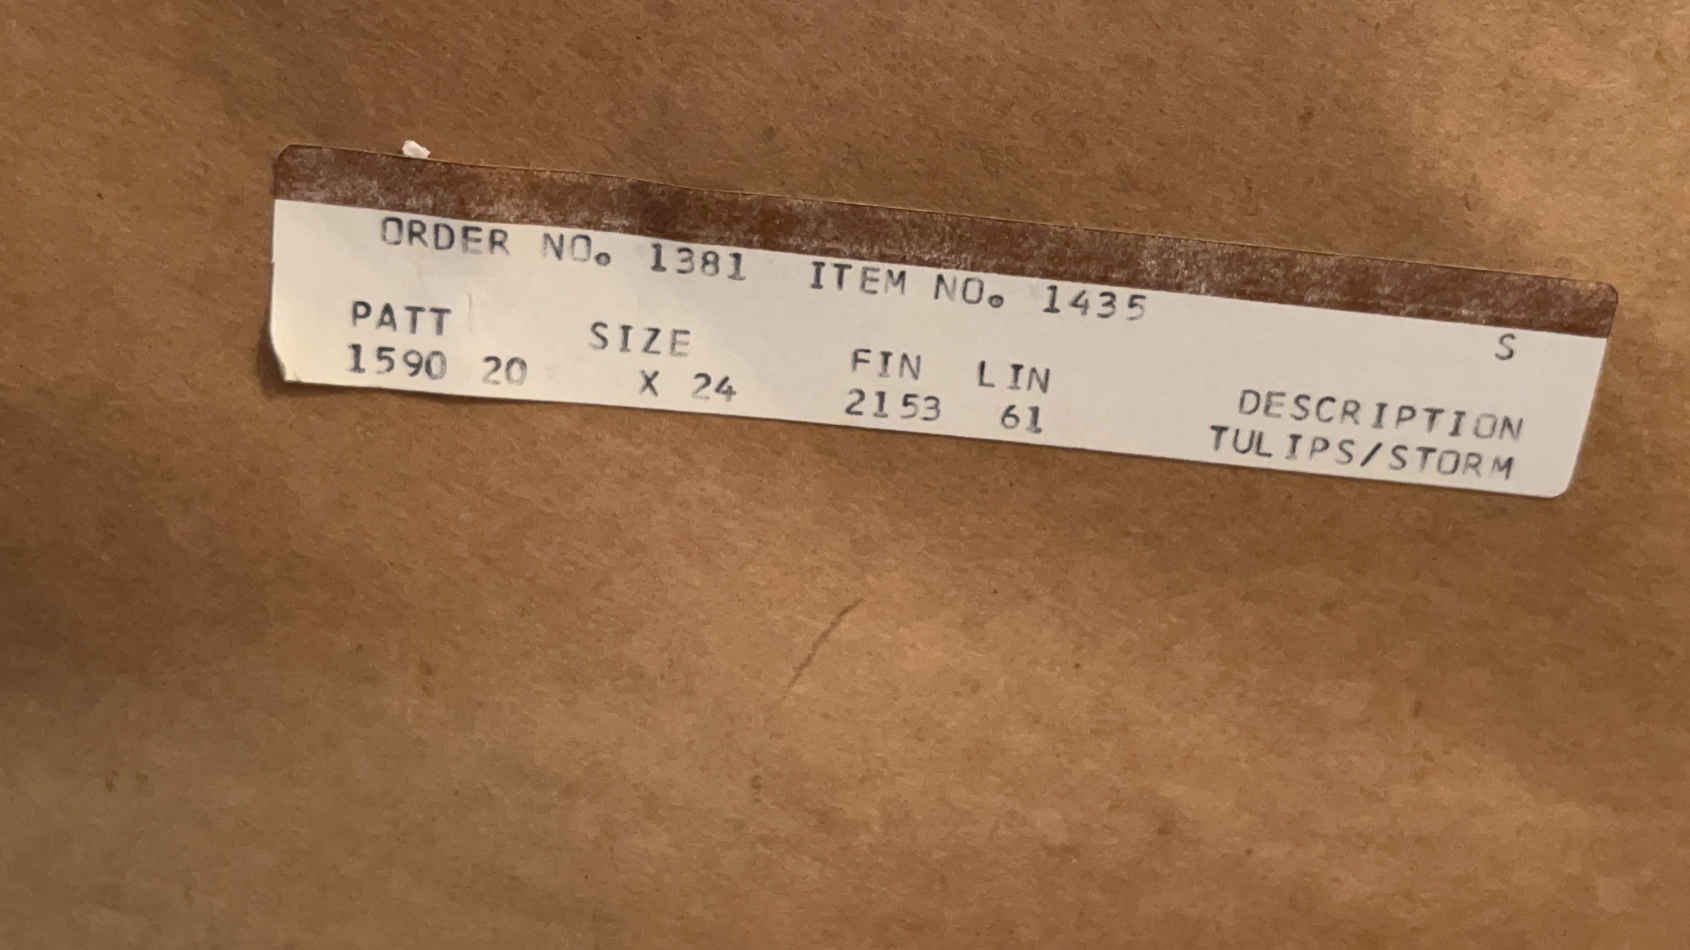 ORDER NO. 1381 ITEM NO. 1435 S
PATT SIZE FIN LIN DESCRIPTION
1590 20 X 24 2153 61 TULIPS/STORM